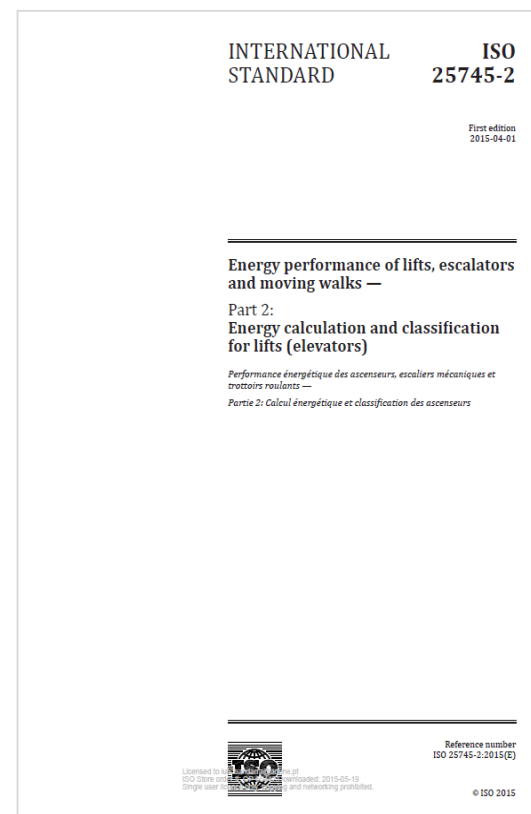 INTERNATIONAL STANDARD
ISO 25745-2
First edition
2015-04-01
Energy performance of lifts, escalators
and moving walks —
Part 2:
Energy calculation and classification
for lifts (elevators)
Performance énergétique des ascenseurs, escaliers mécaniques et
trottoirs roulants —
Partie 2: Calcul énergétique et classification des ascenseurs
ISO
Reference number
ISO 25745-2:2015(E)
Licensed to
ISO Store downloaded: 2015-05-19
Single user and networking prohibited.
© ISO 2015